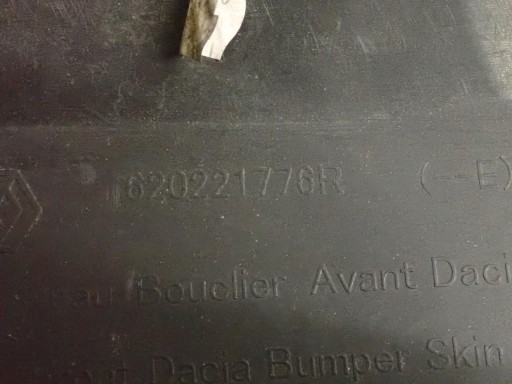 620221776R (--E)
Bouclier Avant Daci
Dacia Bumper Skin